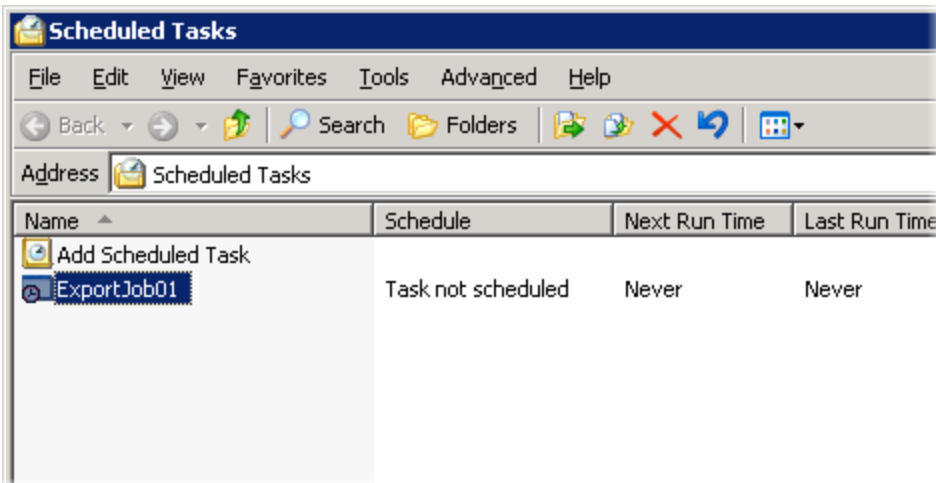 Scheduled Tasks
File Edit View Favorites Tools Advanced Help
Back Search Folders
Address Scheduled Tasks
Name Schedule Next Run Time Last Run Time
Add Scheduled Task
ExportJob01 Task not scheduled Never Never